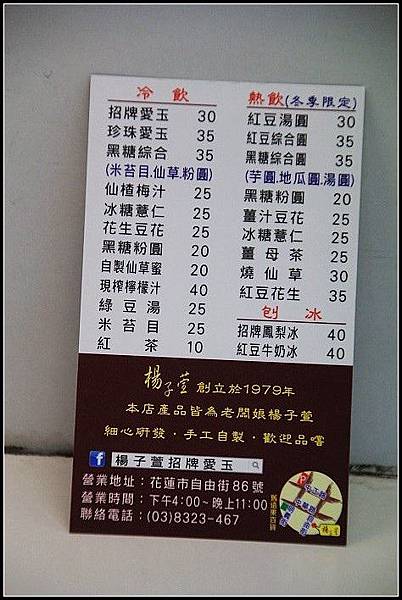 冷飲
招牌愛玉 30
珍珠愛玉 35
黑糖綜合 35
(米苔目.仙草.粉圓)
仙楂梅汁 25
冰糖薏仁 25
花生豆花 25
黑糖粉圓 20
自製仙草蜜 20
現榨檸檬汁 40
綠豆湯 25
米苔目 25
紅茶 10
熱飲(冬季限定)
紅豆湯圓 30
紅豆綜合圓 35
黑糖綜合圓 35
(芋圓.地瓜圓.湯圓)
黑糖粉圓 20
薑汁豆花 25
冰糖薏仁 25
薑母茶 25
燒仙草 30
紅豆花生 35
刨冰
招牌鳳梨冰 40
紅豆牛奶冰 40
楊子萱 創立於1979年
本店產品皆為老闆娘楊子萱
細心研發・手工自製・歡迎品嚐
f 楊子萱招牌愛玉
營業地址：花蓮市自由街86號
營業時間：下午4:00~晚上11:00
聯絡電話：(03)8323-467
舊遠東百貨